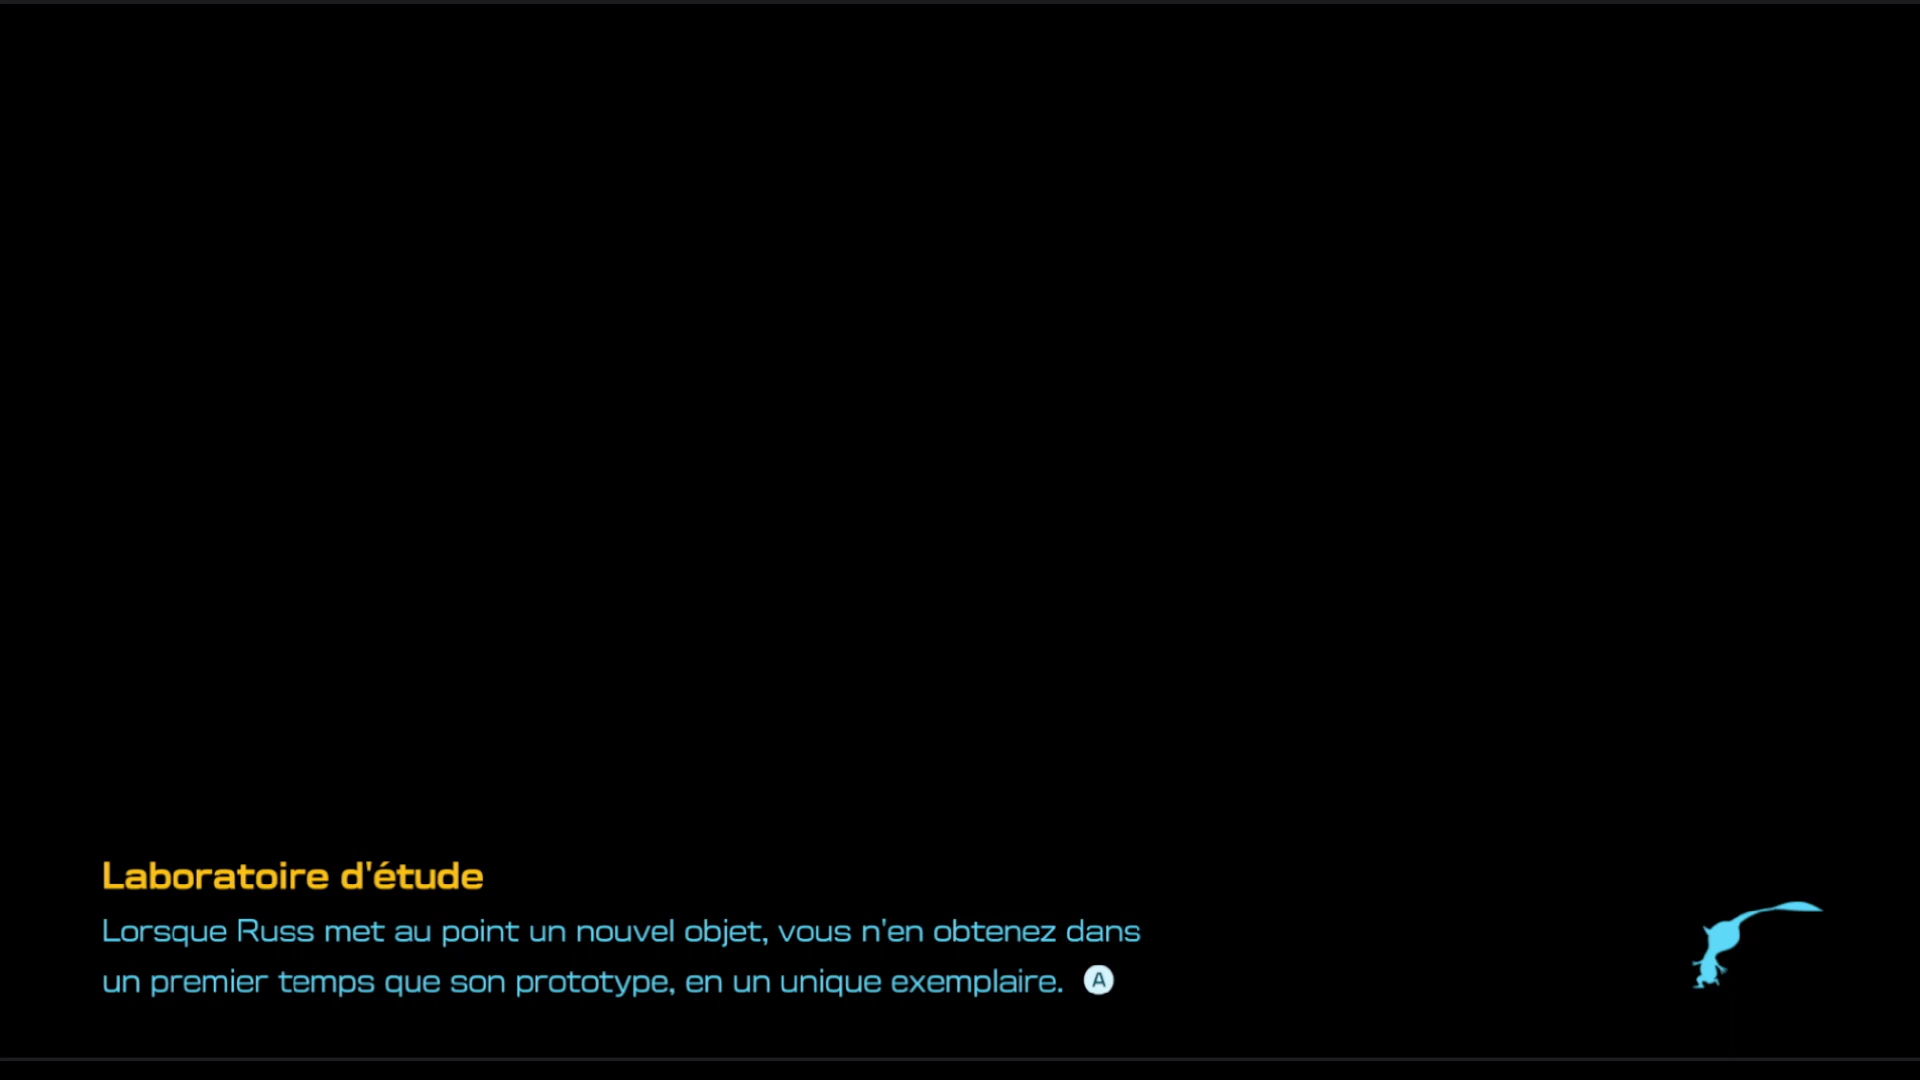 Laboratoire d'étude
Lorsque Russ met au point un nouvel objet, vous n'en obtenez dans
un premier temps que son prototype, en un unique exemplaire. A